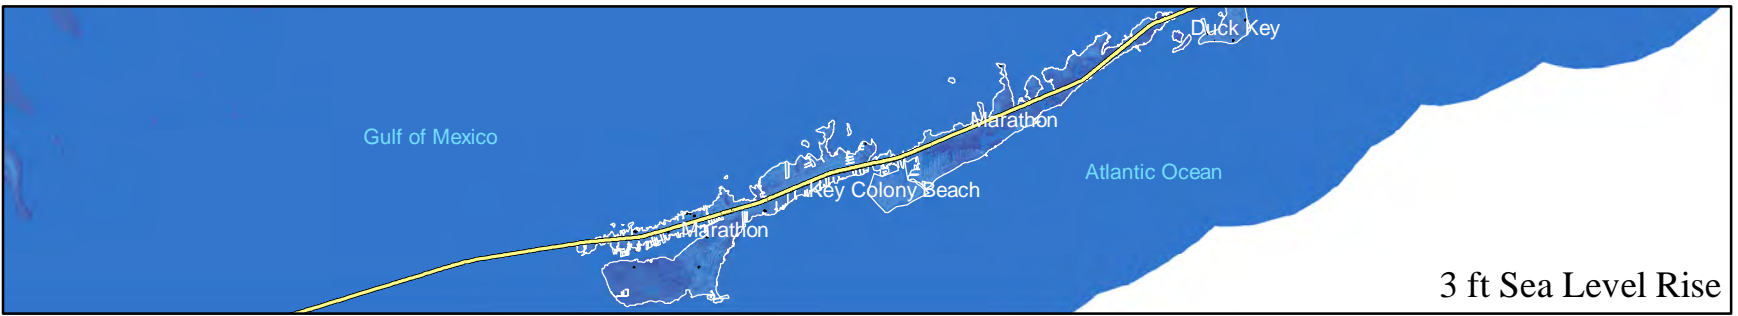 Duck Key
Marathon
Gulf of Mexico
Atlantic Ocean
Key Colony Beach
Marathon
3 ft Sea Level Rise